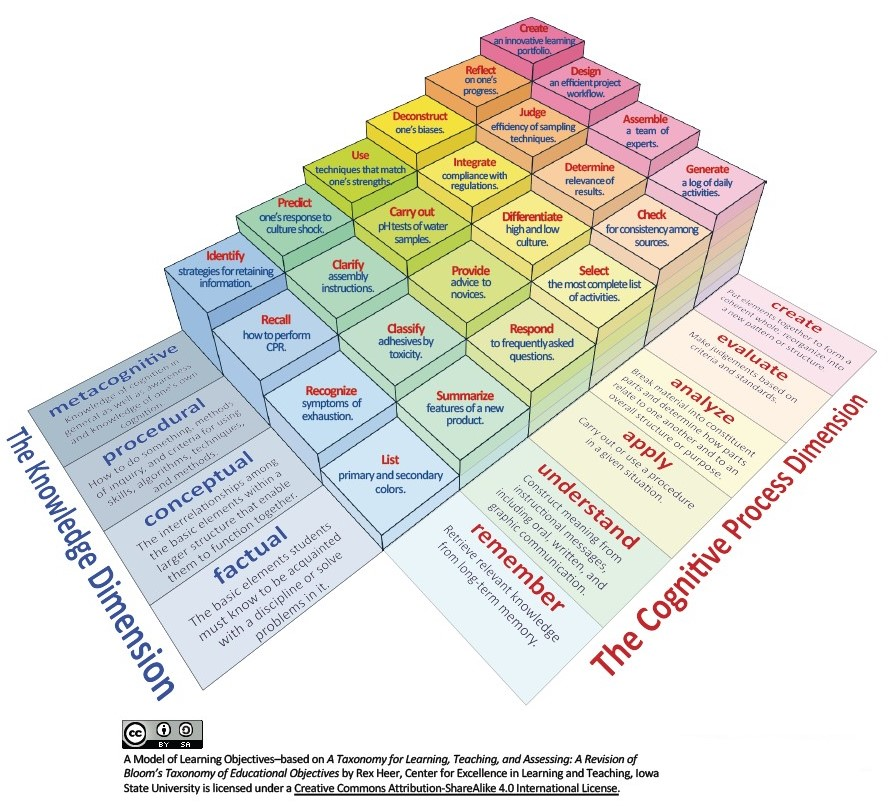 Create
an innovative learning
portfolio.
Reflect
on one's
progress.
Design
an efficient project
workflow.
Deconstruct
one's biases.
Judge
efficiency of sampling
techniques.
Assemble
a team of
experts.
Use
techniques that match
one's strengths.
Integrate
compliance with
regulations.
Determine
relevance of
results.
Generate
a log of daily
activities.
Predict
one's response to
culture shock.
Carry out
pH tests of water
samples.
Differentiate
high and low
culture.
Check
for consistency among
sources.
Identify
strategies for retaining
information.
Clarify
assembly
instructions.
Provide
advice to
novices.
Select
the most complete list
of activities.
Recall
how to perform
CPR.
Classify
adhesives by
toxicity.
Respond
to frequently asked
questions.
Recognize
symptoms of
exhaustion.
Summarize
features of a new
product.
List
primary and secondary
colors.
The Knowledge Dimension
metacognitive
Knowledge of cognition in
general as well as awareness
and knowledge of one's own
cognition.
procedural
How to do something, methods
of inquiry, and criteria for using
skills, algorithms, techniques,
and methods.
conceptual
The interrelationships among
the basic elements within a
larger structure that enable
them to function together.
factual
The basic elements students
must know to be acquainted
with a discipline or solve
problems in it.
The Cognitive Process Dimension
remember
Retrieve relevant knowledge
from long-term memory.
understand
Construct meaning from
instructional messages,
including oral, written, and
graphic communication.
apply
Carry out or use a procedure
in a given situation.
analyze
Break material into constituent
parts and determine how parts
relate to one another and to an
overall structure or purpose.
evaluate
Make judgements based on
criteria and standards.
create
Put elements together to form a
coherent whole, reorganize into
a new pattern or structure
cc
BY SA
A Model of Learning Objectives–based on A Taxonomy for Learning, Teaching, and Assessing: A Revision of
Bloom's Taxonomy of Educational Objectives by Rex Heer, Center for Excellence in Learning and Teaching, Iowa
State University is licensed under a Creative Commons Attribution-ShareAlike 4.0 International License.